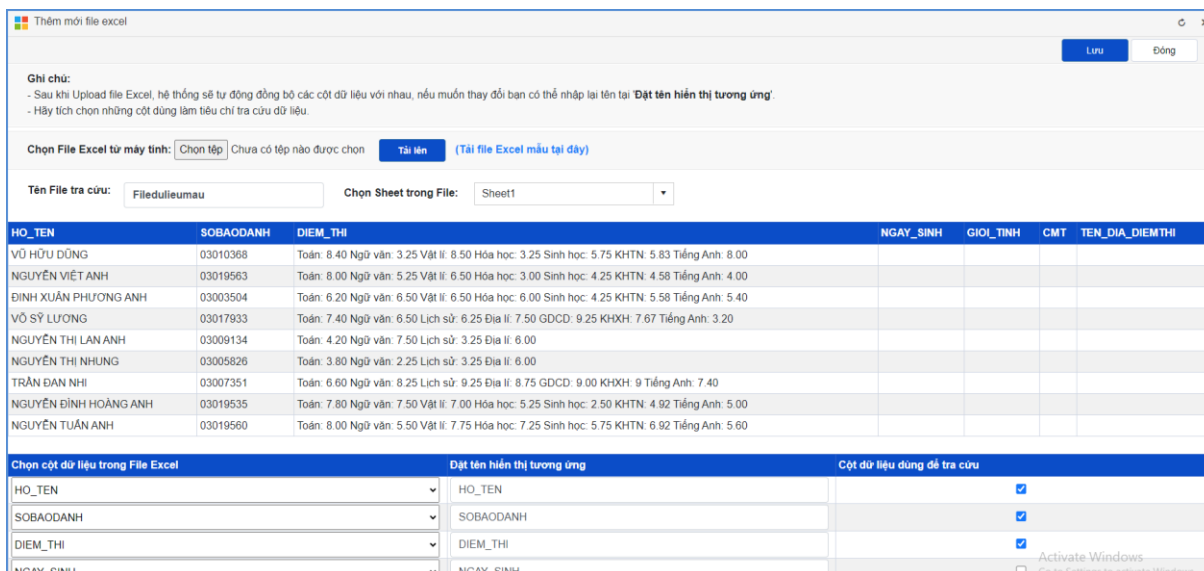 Thêm mới file excel
Lưu Đóng
Ghi chú:
- Sau khi Upload file Excel, hệ thống sẽ tự động đồng bộ các cột dữ liệu với nhau, nếu muốn thay đổi bạn có thể nhập lại tên tại 'Đặt tên hiển thị tương ứng'.
- Hãy tích chọn những cột dùng làm tiêu chí tra cứu dữ liệu.
Chọn File Excel từ máy tính: Chọn tệp Chưa có tệp nào được chọn Tải lên (Tải file Excel mẫu tại đây)
Tên File tra cứu: Filedulieumau Chọn Sheet trong File: Sheet1
HO_TEN SOBAODANH DIEM_THI NGAY_SINH GIOI_TINH CMT TEN_DIA_DIEMTHI
VŨ HỮU DŨNG 03010368 Toán: 8.40 Ngữ văn: 3.25 Vật lí: 8.50 Hóa học: 3.25 Sinh học: 5.75 KHTN: 5.83 Tiếng Anh: 8.00
NGUYỄN VIỆT ANH 03019563 Toán: 8.00 Ngữ văn: 5.25 Vật lí: 6.50 Hóa học: 3.00 Sinh học: 4.25 KHTN: 4.58 Tiếng Anh: 4.00
ĐINH XUÂN PHƯƠNG ANH 03003504 Toán: 6.20 Ngữ văn: 6.50 Vật lí: 6.50 Hóa học: 6.00 Sinh học: 4.25 KHTN: 5.58 Tiếng Anh: 5.40
VÕ SỸ LƯƠNG 03017933 Toán: 7.40 Ngữ văn: 6.50 Lịch sử: 6.25 Địa lí: 7.50 GDCD: 9.25 KHXH: 7.67 Tiếng Anh: 3.20
NGUYỄN THỊ LAN ANH 03009134 Toán: 4.20 Ngữ văn: 7.50 Lịch sử: 3.25 Địa lí: 6.00
NGUYỄN THỊ NHUNG 03005826 Toán: 3.80 Ngữ văn: 2.25 Lịch sử: 3.25 Địa lí: 6.00
TRẦN ĐAN NHI 03007351 Toán: 6.60 Ngữ văn: 8.25 Lịch sử: 9.25 Địa lí: 8.75 GDCD: 9.00 KHXH: 9 Tiếng Anh: 7.40
NGUYỄN ĐÌNH HOÀNG ANH 03019535 Toán: 7.80 Ngữ văn: 7.50 Vật lí: 7.00 Hóa học: 5.25 Sinh học: 2.50 KHTN: 4.92 Tiếng Anh: 5.00
NGUYỄN TUẤN ANH 03019560 Toán: 8.00 Ngữ văn: 5.50 Vật lí: 7.75 Hóa học: 7.25 Sinh học: 5.75 KHTN: 6.92 Tiếng Anh: 5.60
Chọn cột dữ liệu trong File Excel Đặt tên hiển thị tương ứng Cột dữ liệu dùng để tra cứu
HO_TEN HO_TEN
SOBAODANH SOBAODANH
DIEM_THI DIEM_THI
Activate Windows
NGAY_SINH NGAY_SINH Go to Settings to activate Windows.